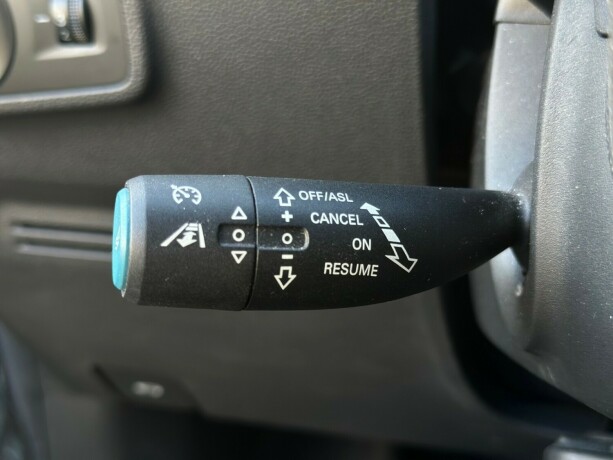 OFF/ASL
+ CANCEL
ON
- RESUME